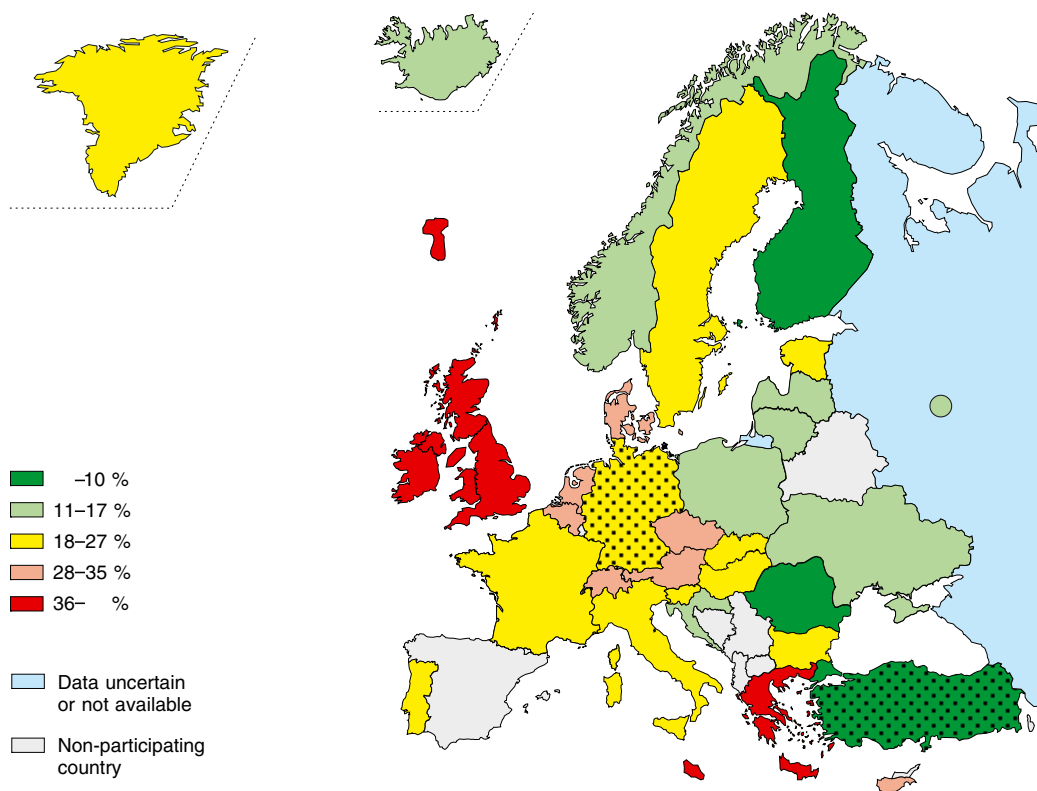 –10 %
11–17 %
18–27 %
28–35 %
36– %
Data uncertain
or not available
Non-participating
country